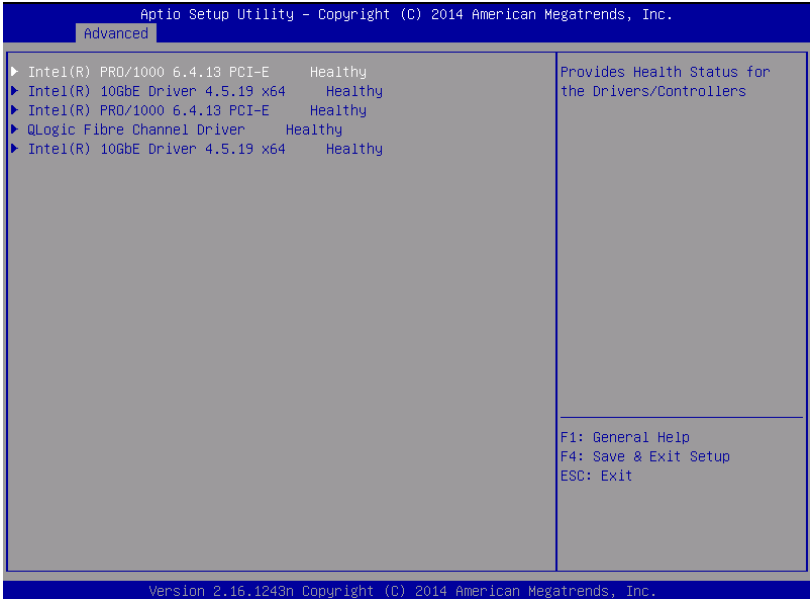 Aptio Setup Utility – Copyright (C) 2014 American Megatrends, Inc.
Advanced
Intel(R) PRO/1000 6.4.13 PCI-E Healthy
Intel(R) 10GbE Driver 4.5.19 x64 Healthy
Intel(R) PRO/1000 6.4.13 PCI-E Healthy
QLogic Fibre Channel Driver Healthy
Intel(R) 10GbE Driver 4.5.19 x64 Healthy
Provides Health Status for
the Drivers/Controllers
F1: General Help
F4: Save & Exit Setup
ESC: Exit
Version 2.16.1243n Copyright (C) 2014 American Megatrends, Inc.